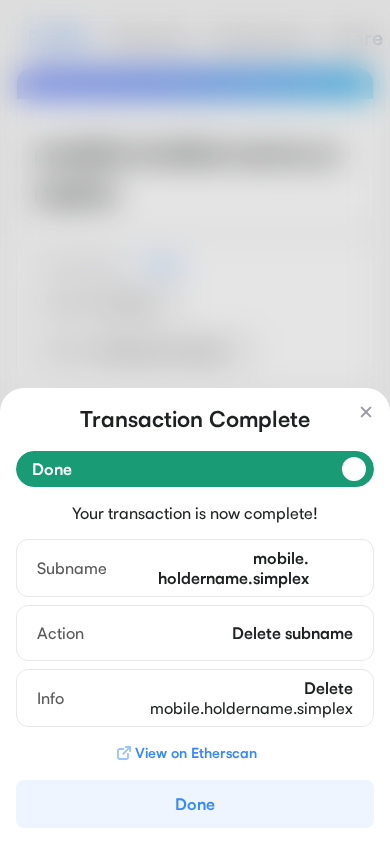 Transaction Complete
Done
Your transaction is now complete!
Subname
mobile.
holdername.simplex
Action
Delete subname
Info
Delete
mobile.holdername.simplex
View on Etherscan
Done